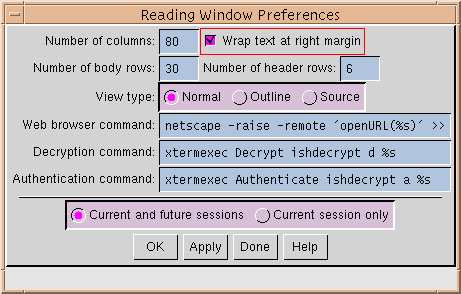 Reading Window Preferences
Number of columns: 80 Wrap text at right margin
Number of body rows: 30 Number of header rows: 6
View type: Normal Outline Source
Web browser command: netscape -raise -remote ´openURL(%s)´ >>
Decryption command: xtermexec Decrypt ishdecrypt d %s
Authentication command: xtermexec Authenticate ishdecrypt a %s
Current and future sessions Current session only
OK Apply Done Help